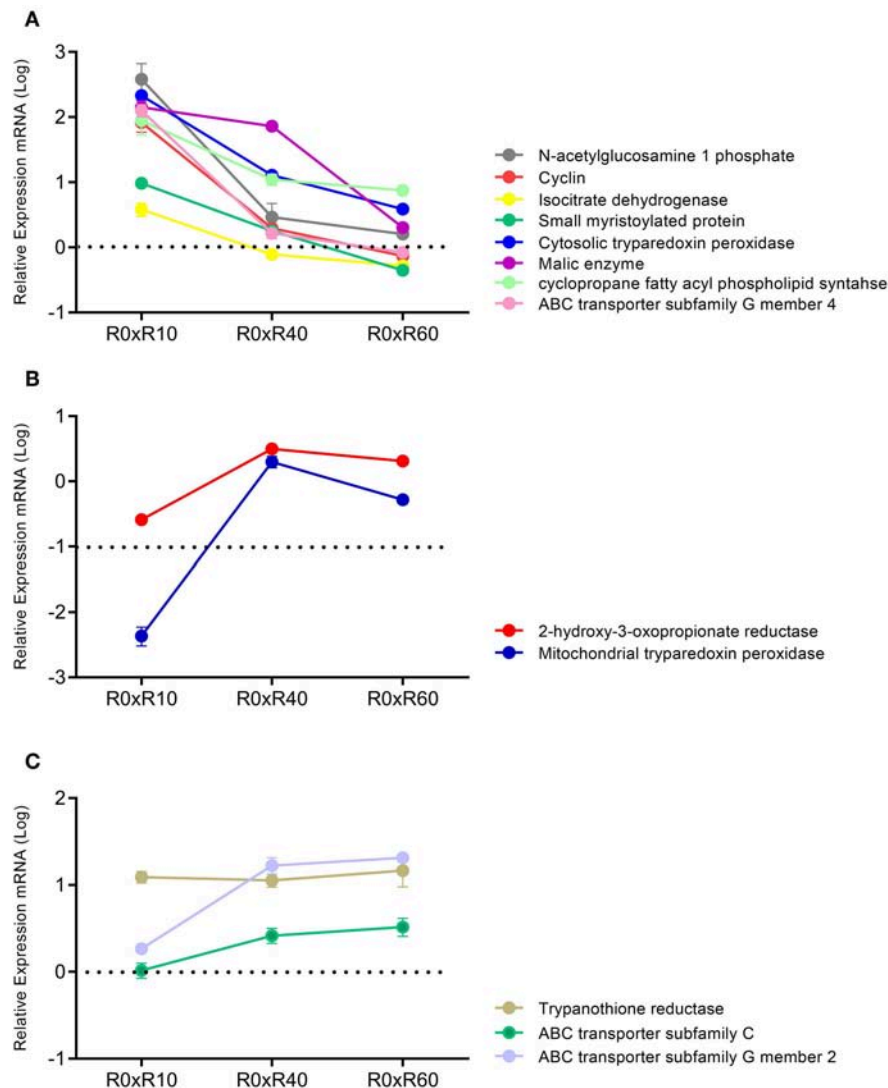 A
Relative Expression mRNA (Log)
3
2
1
0
-1
R0xR10
R0xR40
R0xR60
N-acetylglucosamine 1 phosphate
Cyclin
Isocitrate dehydrogenase
Small myristoylated protein
Cytosolic tryparedoxin peroxidase
Malic enzyme
cyclopropane fatty acyl phospholipid syntahse
ABC transporter subfamily G member 4
B
Relative Expression mRNA (Log)
1
0
-1
-2
-3
R0xR10
R0xR40
R0xR60
2-hydroxy-3-oxopropionate reductase
Mitochondrial tryparedoxin peroxidase
C
Relative Expression mRNA (Log)
2
1
0
-1
R0xR10
R0xR40
R0xR60
Trypanothione reductase
ABC transporter subfamily C
ABC transporter subfamily G member 2